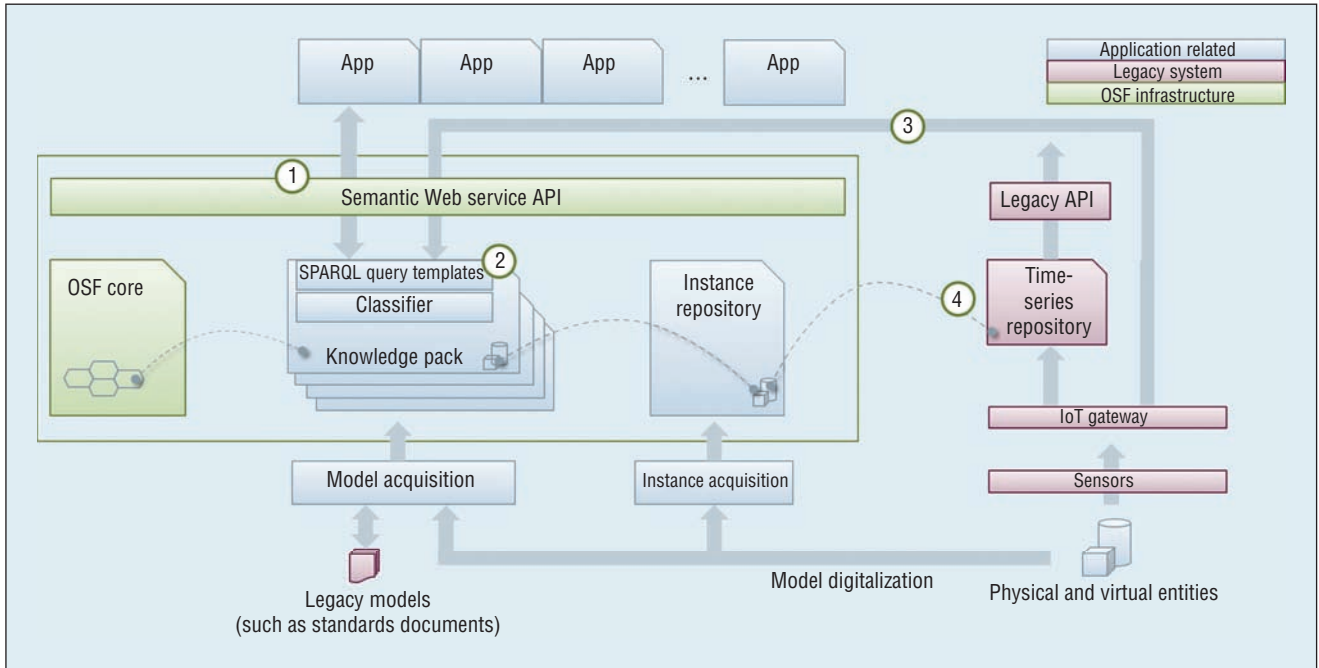 App
App
App
...
App
Application related
Legacy system
OSF infrastructure
3
1
Semantic Web service API
Legacy API
OSF core
SPARQL query templates
2
Classifier
Knowledge pack
Instance
repository
4
Time-
series
repository
IoT gateway
Model acquisition
Instance acquisition
Sensors
Model digitalization
Legacy models
(such as standards documents)
Physical and virtual entities